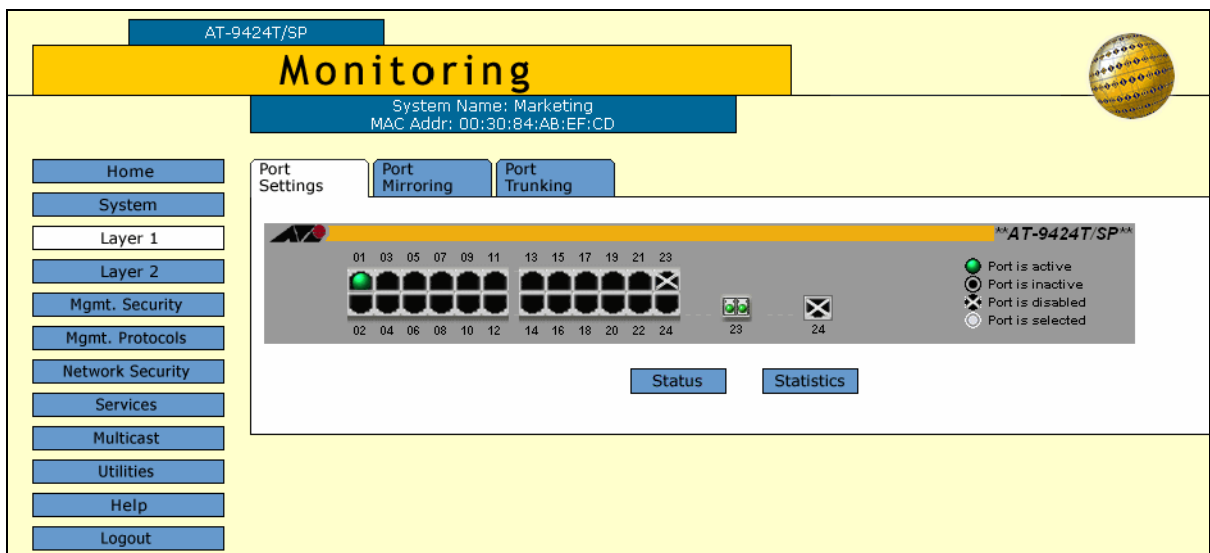 AT-9424T/SP
Monitoring
System Name: Marketing
MAC Addr: 00:30:84:AB:EF:CD
Home
System
Layer 1
Layer 2
Mgmt. Security
Mgmt. Protocols
Network Security
Services
Multicast
Utilities
Help
Logout
Port Settings
Port Mirroring
Port Trunking
**AT-9424T/SP**
01 03 05 07 09 11 13 15 17 19 21 23
02 04 06 08 10 12 14 16 18 20 22 24 23 24
Port is active
Port is inactive
Port is disabled
Port is selected
Status Statistics